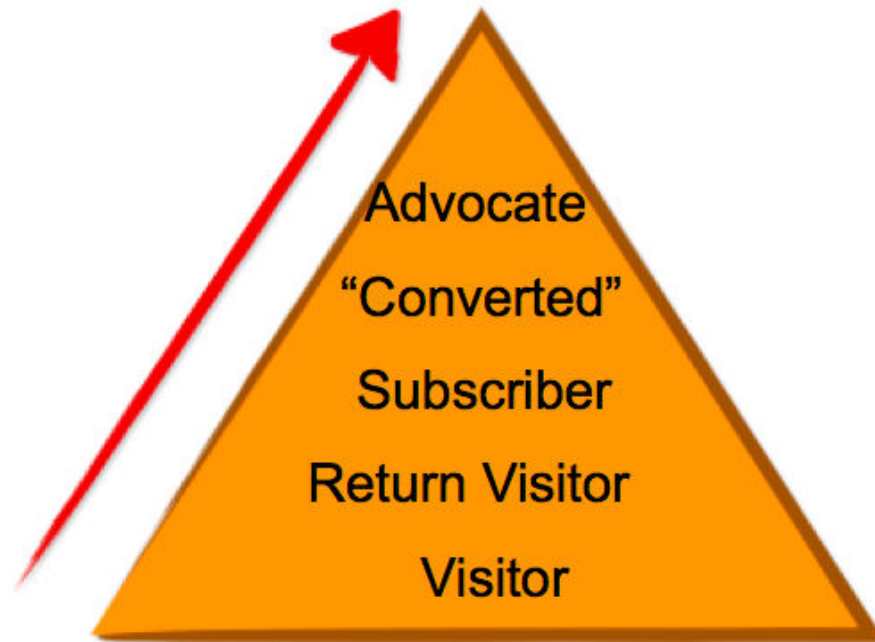 Advocate
“Converted”
Subscriber
Return Visitor
Visitor